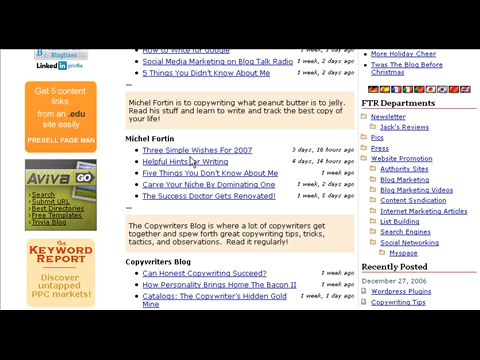 Bloglines
LinkedIn profile
Get 5 content
links
from an .edu
site easily
PRESELL PAGE MAN
AVIVA GO
Search
Submit URL
Best Directories
Free Templates
Trivia Blog
the
KEYWORD
REPORT
Discover
untapped
PPC markets!
How to Write for Google 1 week, 1 day ago
Social Media Marketing on Blog Talk Radio 1 week, 2 days ago
5 Things You Didn't Know About Me 1 week, 2 days ago
Michel Fortin is to copywriting what peanut butter is to jelly.
Read his stuff and learn to write and track the best copy of
your life!
Michel Fortin
Three Simple Wishes For 2007 3 days, 16 hours ago
Helpful Hints for Writing 4 days, 14 hours ago
Five Things You Don't Know About Me 1 week ago
Carve Your Niche By Dominating One 1 week, 2 days ago
The Success Doctor Gets Renovated! 1 week, 5 days ago
The Copywriters Blog is where a lot of copywriters get
together and spew forth great copywriting tips, tricks,
tactics, and observations. Read it regularly!
Copywriters Blog
Can Honest Copywriting Succeed? 1 week ago
How Personality Brings Home The Bacon II 1 week ago
Catalogs: The Copywriter's Hidden Gold 1 week, 1 day ago
Mine
More Holiday Cheer
Twas The Blog Before
Christmas
FTR Departments
Newsletter
Jack's Reviews
Pics
Press
Website Promotion
Authority Sites
Blog Marketing
Blog Marketing Videos
Content Syndication
Internet Marketing Articles
List Building
Search Engines
Social Networking
Myspace
Recently Posted
December 27, 2006
Wordpress Plugins
Copywriting Tips